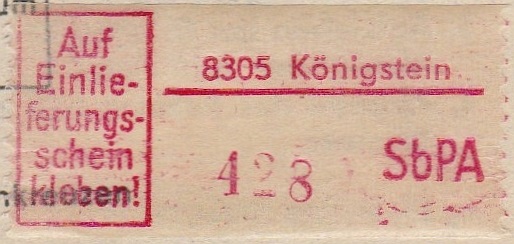 Auf
Einlie-
ferungs-
schein
kleben!
8305 Königstein
428
SbPA